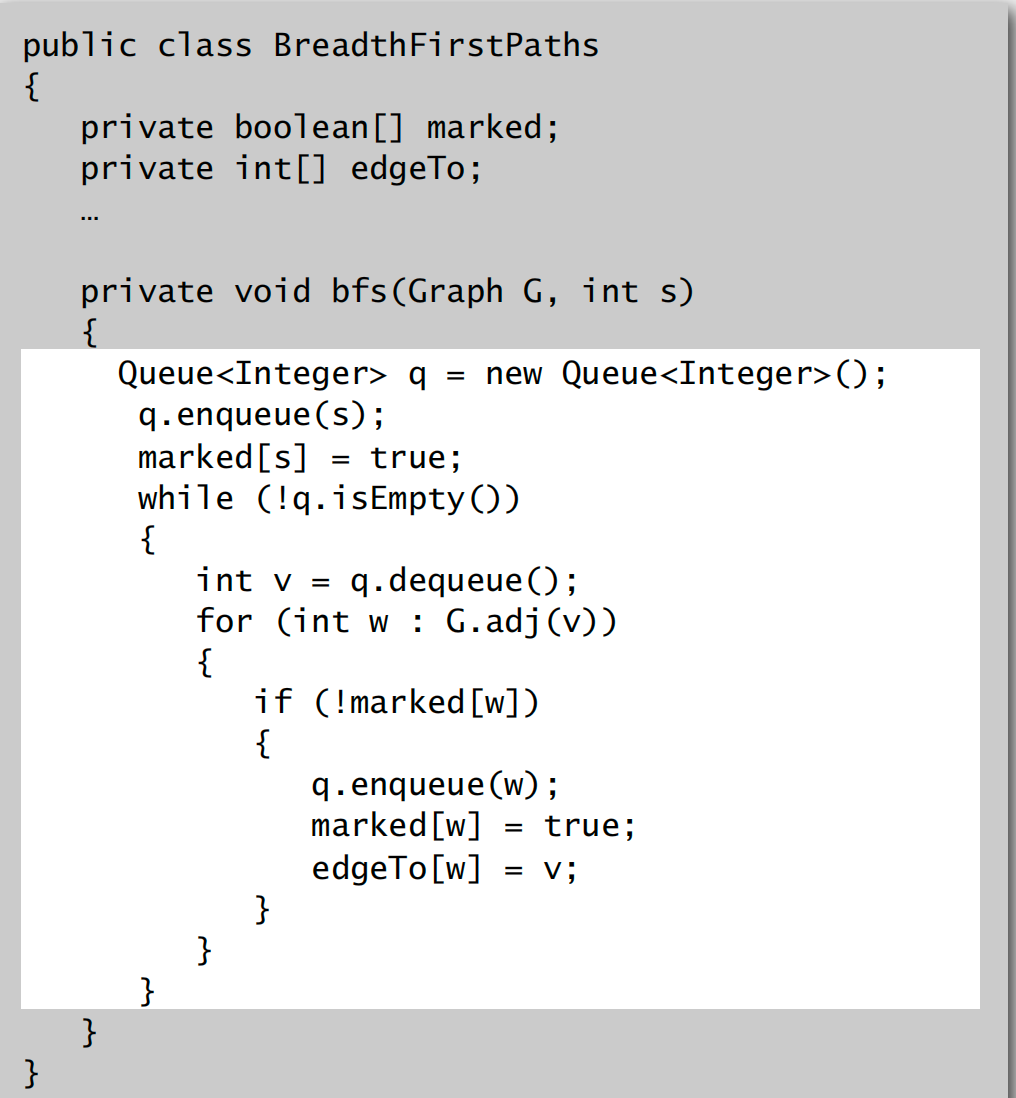 public class BreadthFirstPaths
{
   private boolean[] marked;
   private int[] edgeTo;
   …
   private void bfs(Graph G, int s)
   {
     Queue<Integer> q = new Queue<Integer>();
      q.enqueue(s);
      marked[s] = true;
      while (!q.isEmpty())
      {
         int v = q.dequeue();
         for (int w : G.adj(v))
         {
            if (!marked[w])
            {
               q.enqueue(w);
               marked[w] = true;
               edgeTo[w] = v;
            }
         }
      }
   }
}